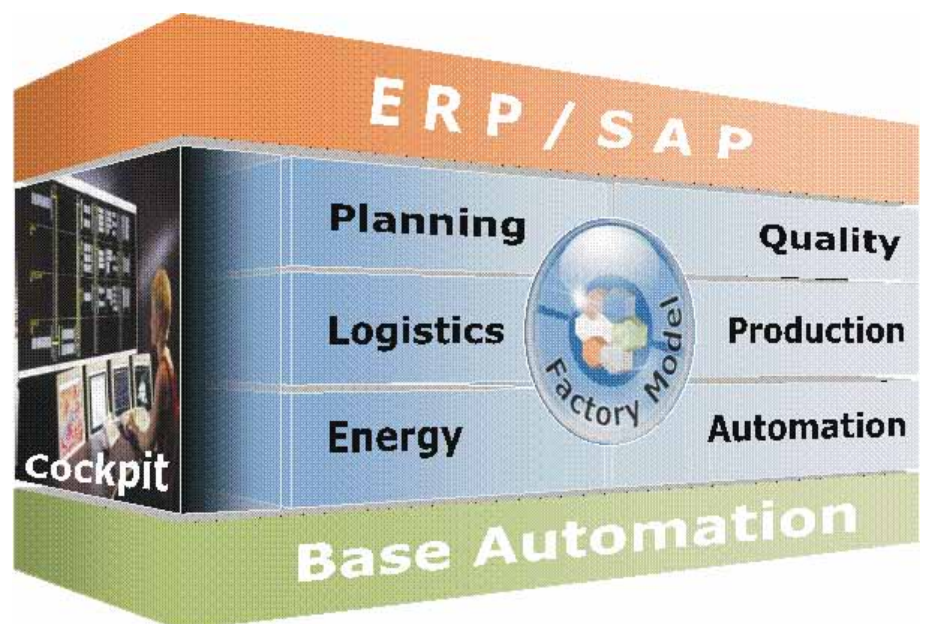 ERP / SAP
Planning
Quality
Logistics
Production
Energy
Automation
Factory Model
Cockpit
Base Automation